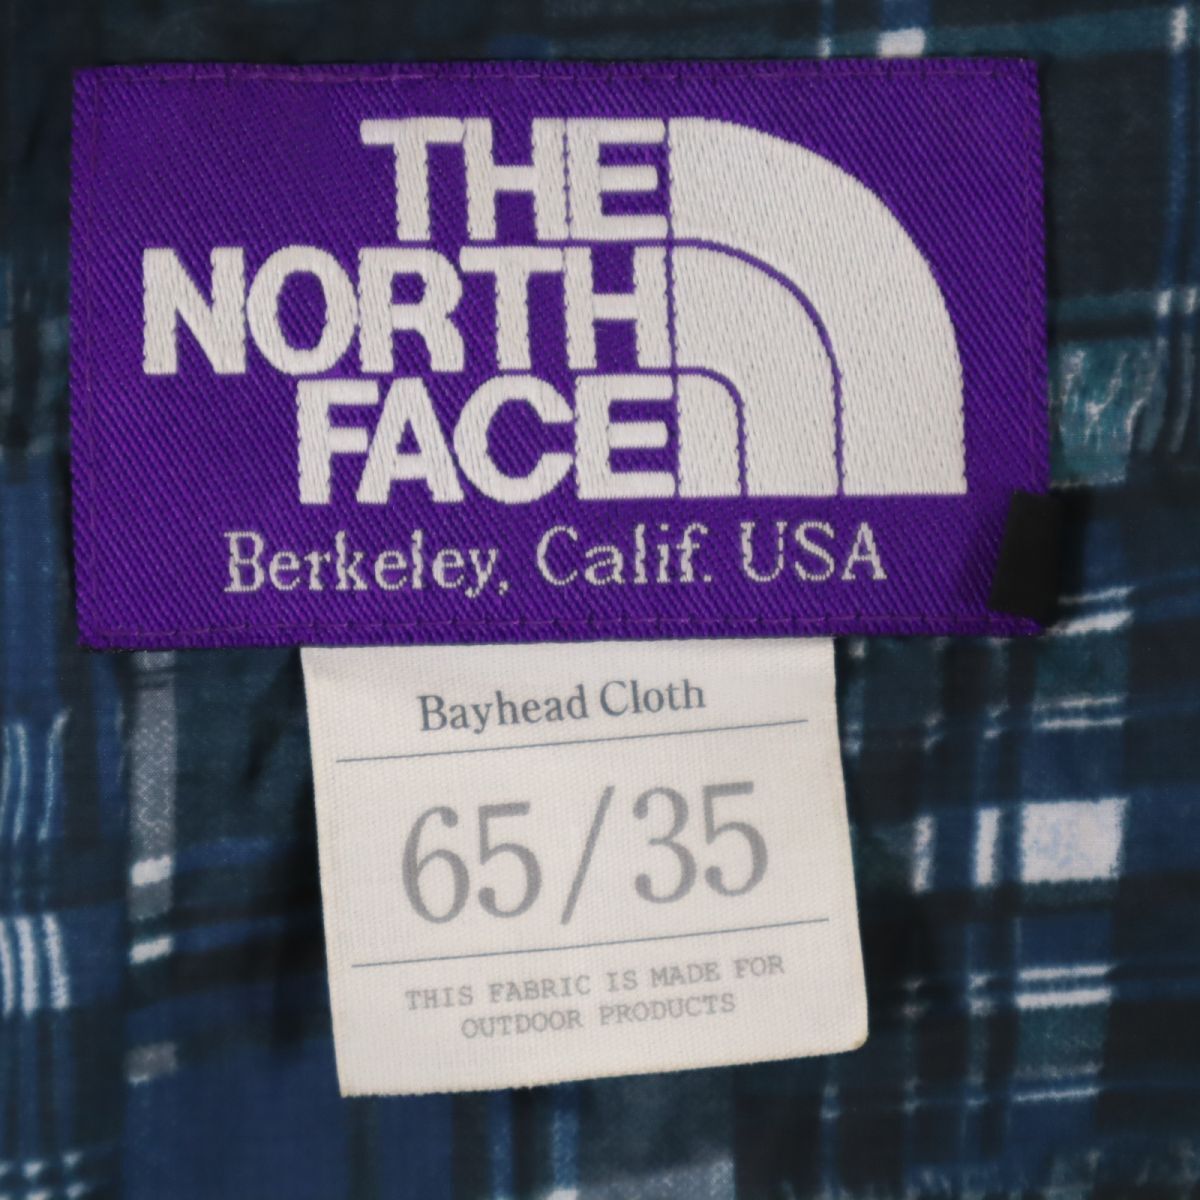 THE
NORTH
FACE
Berkeley, Calif. USA
Bayhead Cloth
65/35
THIS FABRIC IS MADE FOR
OUTDOOR PRODUCTS